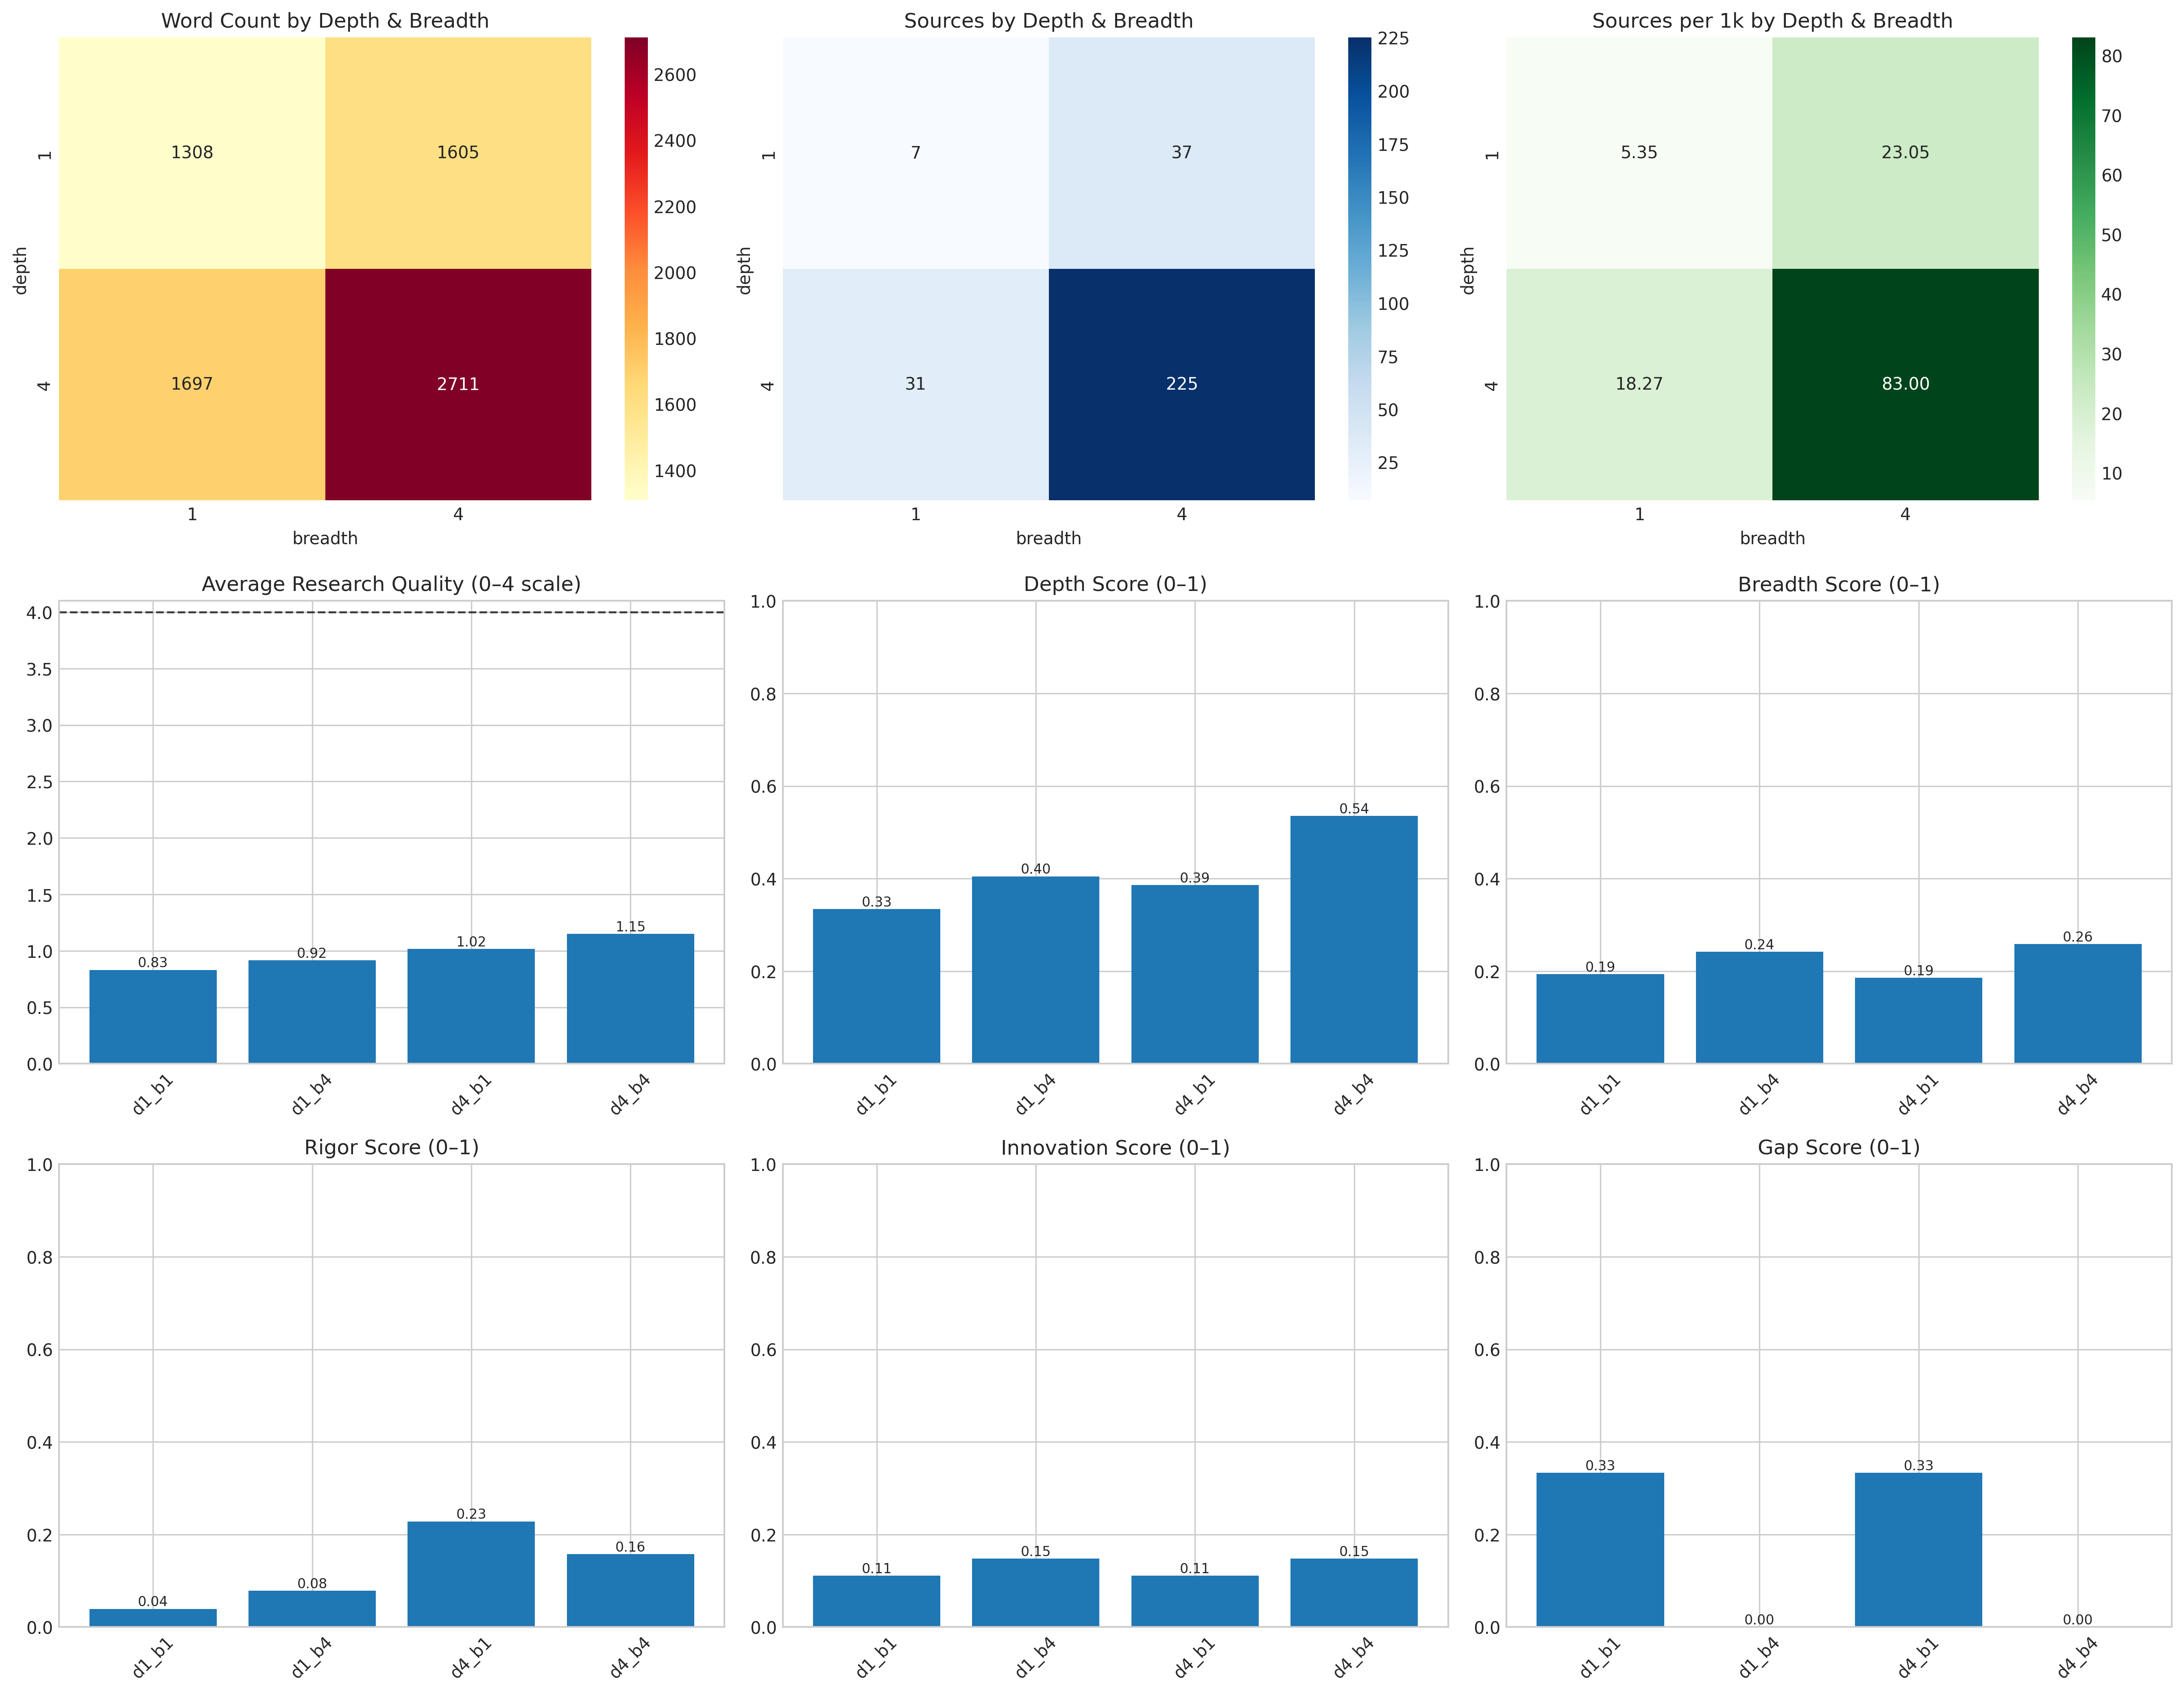 Word Count by Depth & Breadth
1308 1605
1697 2711
depth
1
4
1 4
breadth
2600
2400
2200
2000
1800
1600
1400
Sources by Depth & Breadth
7 37
31 225
depth
1
4
1 4
breadth
225
200
175
150
125
100
75
50
25
Sources per 1k by Depth & Breadth
5.35 23.05
18.27 83.00
depth
1
4
1 4
breadth
80
70
60
50
40
30
20
10
Average Research Quality (0–4 scale)
4.0
3.5
3.0
2.5
2.0
1.5
1.0
0.5
0.0
0.83 0.92 1.02 1.15
d1_b1 d1_b4 d4_b1 d4_b4
Depth Score (0–1)
1.0
0.8
0.6
0.4
0.2
0.0
0.33 0.40 0.39 0.54
d1_b1 d1_b4 d4_b1 d4_b4
Breadth Score (0–1)
1.0
0.8
0.6
0.4
0.2
0.0
0.19 0.24 0.19 0.26
d1_b1 d1_b4 d4_b1 d4_b4
Rigor Score (0–1)
1.0
0.8
0.6
0.4
0.2
0.0
0.04 0.08 0.23 0.16
d1_b1 d1_b4 d4_b1 d4_b4
Innovation Score (0–1)
1.0
0.8
0.6
0.4
0.2
0.0
0.11 0.15 0.11 0.15
d1_b1 d1_b4 d4_b1 d4_b4
Gap Score (0–1)
1.0
0.8
0.6
0.4
0.2
0.0
0.33 0.00 0.33 0.00
d1_b1 d1_b4 d4_b1 d4_b4